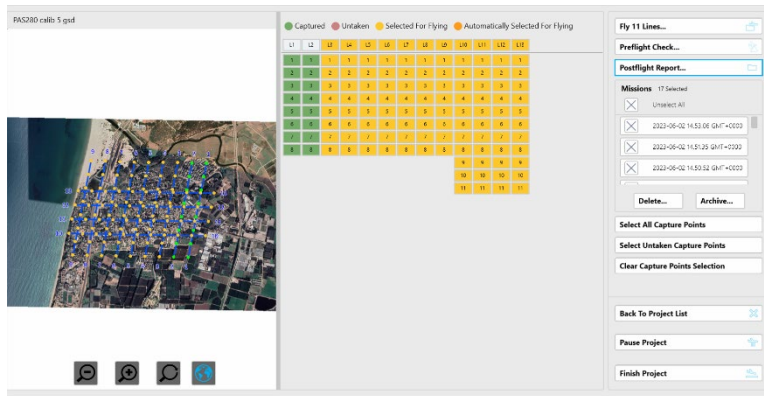 PAS280 calib 5 gsd
Captured Untaken Selected For Flying Automatically Selected For Flying
L1 L2 L3 L4 L5 L6 L7 L8 L9 L10 L11 L12 L13
1 1 1 1 1 1 1 1 1 1 1 1 1
2 2 2 2 2 2 2 2 2 2 2 2 2
3 3 3 3 3 3 3 3 3 3 3 3 3
4 4 4 4 4 4 4 4 4 4 4 4 4
5 5 5 5 5 5 5 5 5 5 5 5 5
6 6 6 6 6 6 6 6 6 6 6 6 6
7 7 7 7 7 7 7 7 7 7 7 7 7
8 8 8 8 8 8 8 8 8 8 8 8 8
9 9 9 9
10 10 10 10
11 11 11 11
Fly 11 Lines...
Preflight Check...
Postflight Report...
Missions 17 Selected
Unselect All
2023-06-02 14.53.06 GMT+0300
2023-06-02 14.51.35 GMT+0300
2023-06-02 14.50.52 GMT+0300
Delete... Archive...
Select All Capture Points
Select Untaken Capture Points
Clear Capture Points Selection
Back To Project List
Pause Project
Finish Project